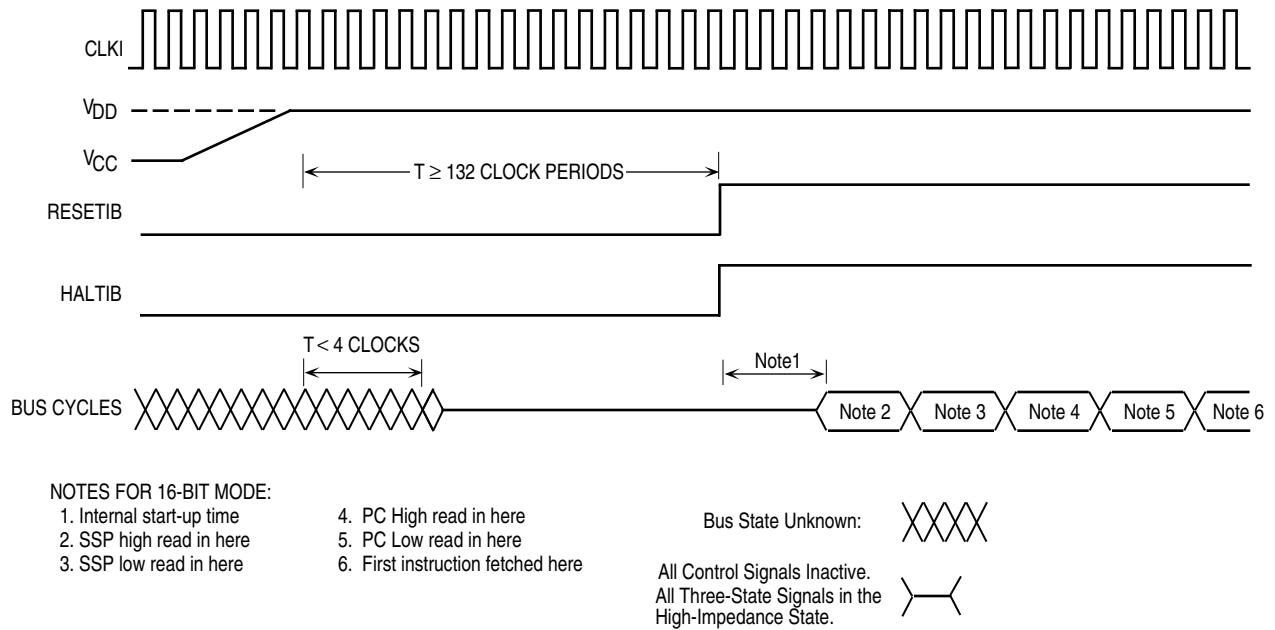 CLKI
VDD
VCC
T ≥ 132 CLOCK PERIODS
RESETIB
HALTIB
T < 4 CLOCKS
Note1
BUS CYCLES
Note 2
Note 3
Note 4
Note 5
Note 6
NOTES FOR 16-BIT MODE:
1. Internal start-up time
2. SSP high read in here
3. SSP low read in here
4. PC High read in here
5. PC Low read in here
6. First instruction fetched here
Bus State Unknown:
All Control Signals Inactive.
All Three-State Signals in the
High-Impedance State.